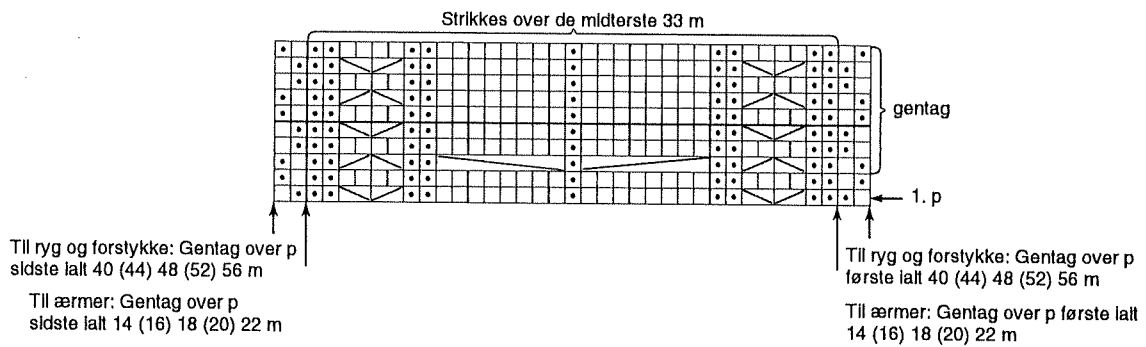 Strikkes over de midterste 33 m
gentag
1. p
Til ryg og forstykke: Gentag over p
sidste ialt 40 (44) 48 (52) 56 m
Til ærmer: Gentag over p
sidste ialt 14 (16) 18 (20) 22 m
Til ryg og forstykke: Gentag over p
første ialt 40 (44) 48 (52) 56 m
Til ærmer: Gentag over p første ialt
14 (16) 18 (20) 22 m